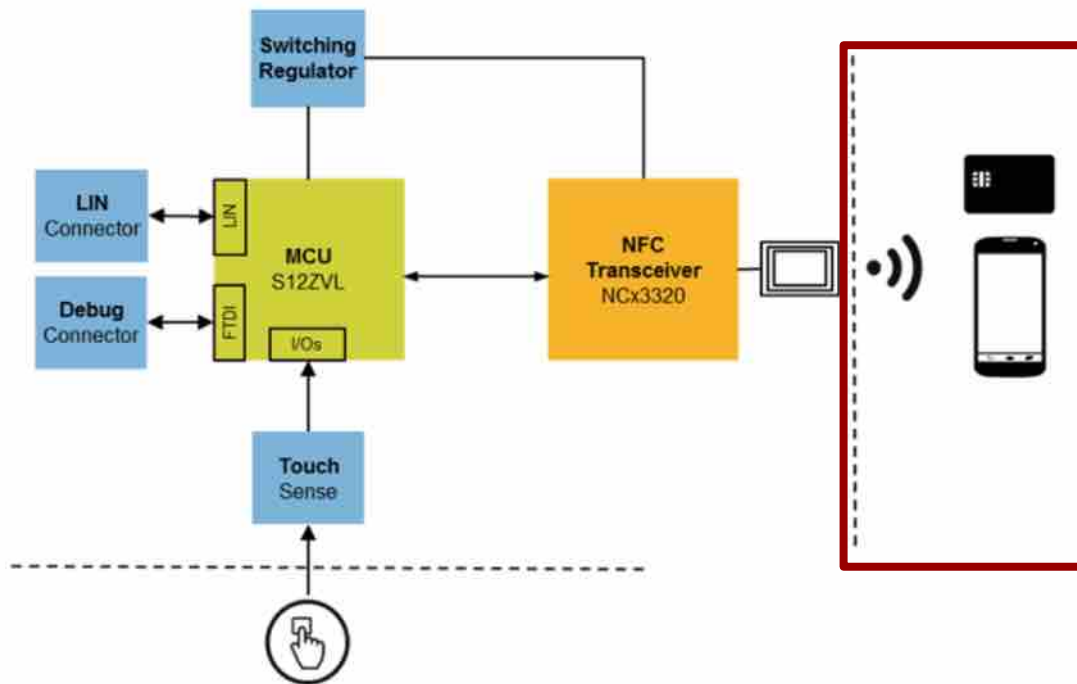 Switching
Regulator
LIN
Connector
LIN
MCU
S12ZVL
NFC
Transceiver
NCx3320
Debug
Connector
FTDI
I/Os
Touch
Sense